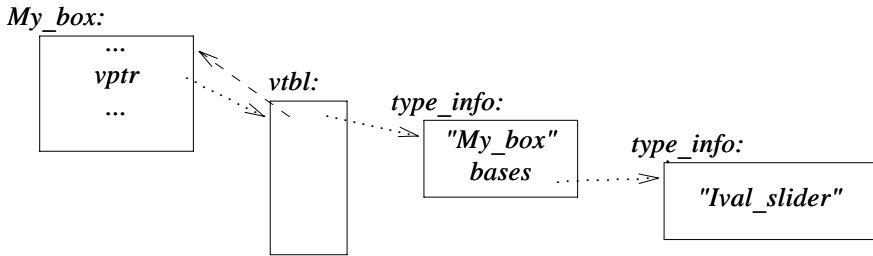 My_box:
...
vptr
...
vtbl:
type_info:
"My_box"
bases
type_info:
"Ival_slider"